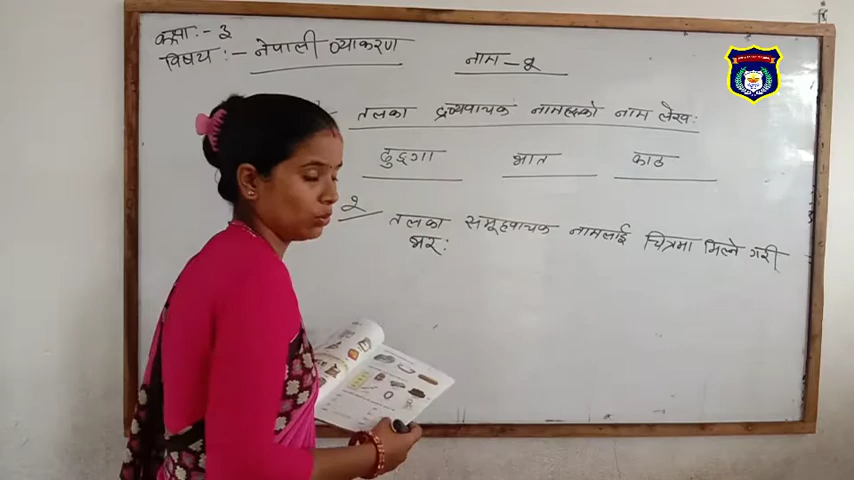 कक्षा:- ३
विषय:- नेपाली व्याकरण
नाम - २
तलका द्रव्यवाचक नामहरूको नाम लेख:
ढुङ्गा भात काठ
२ तलका समूहवाचक नामलाई चित्रमा मिल्ने गरी
भर: